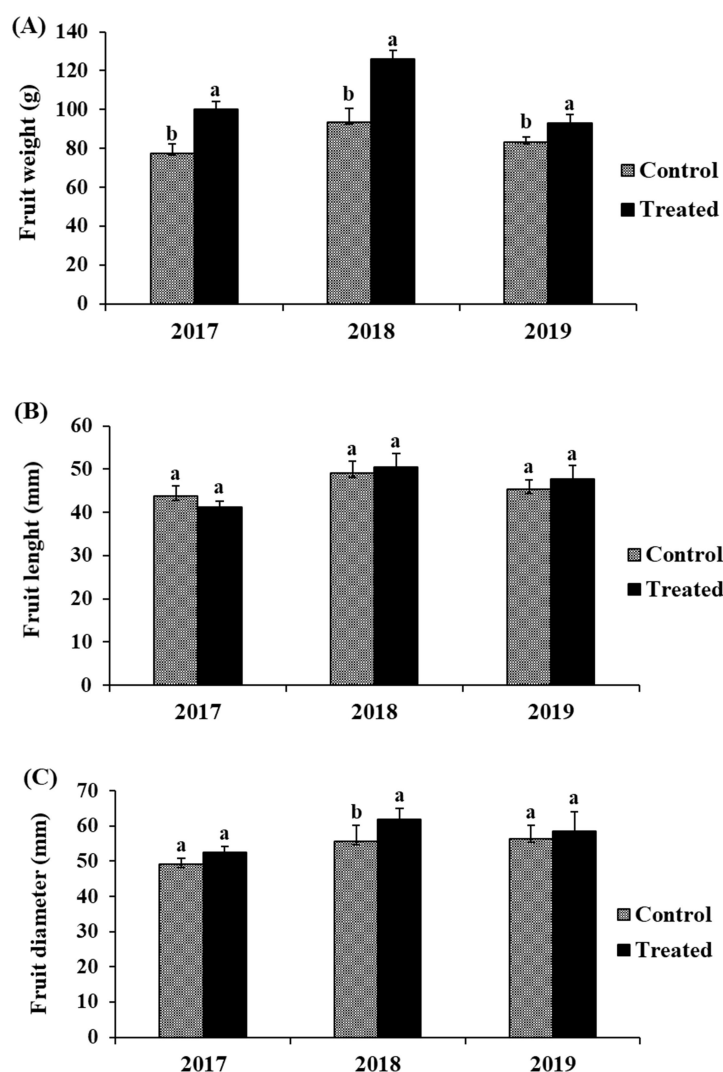 (A)
Fruit weight (g)
140
120
100
80
60
40
20
0
b
a
b
a
b
a
2017
2018
2019
Control
Treated
(B)
Fruit lenght (mm)
60
50
40
30
20
10
0
a
a
a
a
a
a
2017
2018
2019
Control
Treated
(C)
Fruit diameter (mm)
70
60
50
40
30
20
10
0
a
a
b
a
a
a
2017
2018
2019
Control
Treated